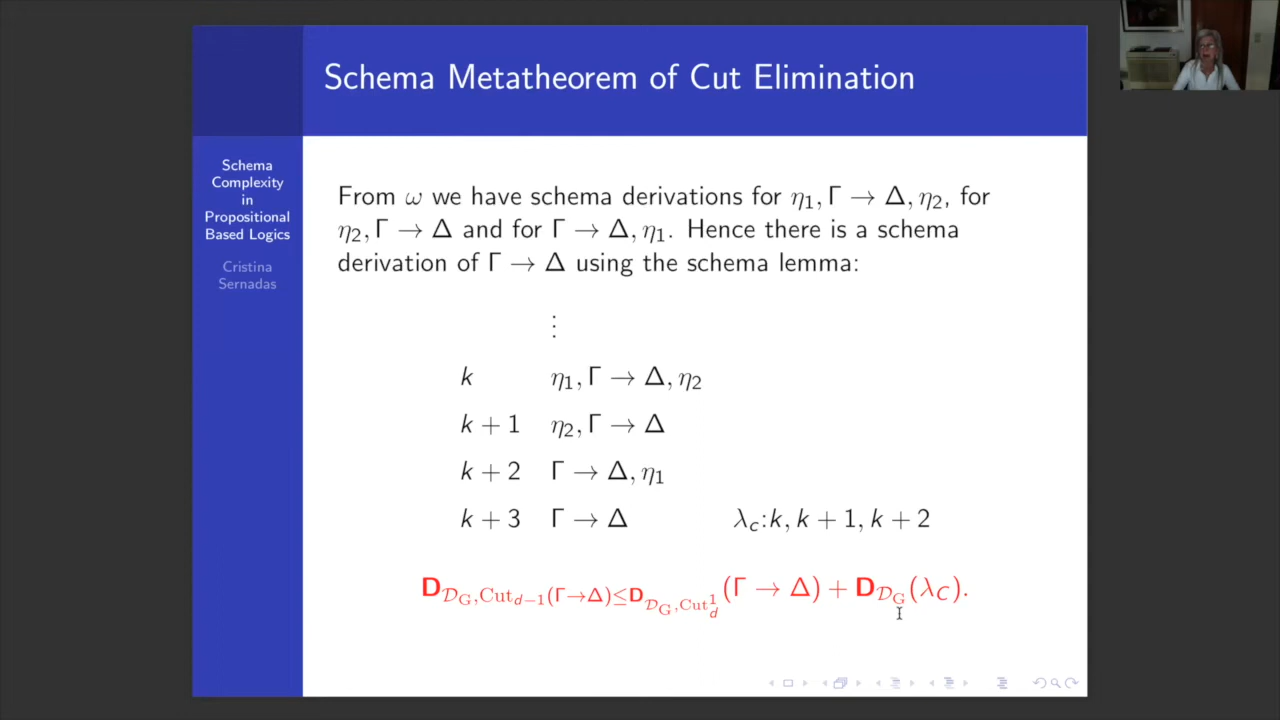 Schema Metatheorem of Cut Elimination
Schema
Complexity
in
Propositional
Based Logics
Cristina
Sernadas
From ω we have schema derivations for η₁, Γ → Δ, η₂, for
η₂, Γ → Δ and for Γ → Δ, η₁. Hence there is a schema
derivation of Γ → Δ using the schema lemma:
⋮
k η₁, Γ → Δ, η₂
k + 1 η₂, Γ → Δ
k + 2 Γ → Δ, η₁
k + 3 Γ → Δ λ_c:k, k + 1, k + 2
D_{𝒟_G,Cut_{d−1}(Γ→Δ)≤D_{𝒟_G,Cut_d^1}}(Γ → Δ) + D_{𝒟_G}(λ_C).